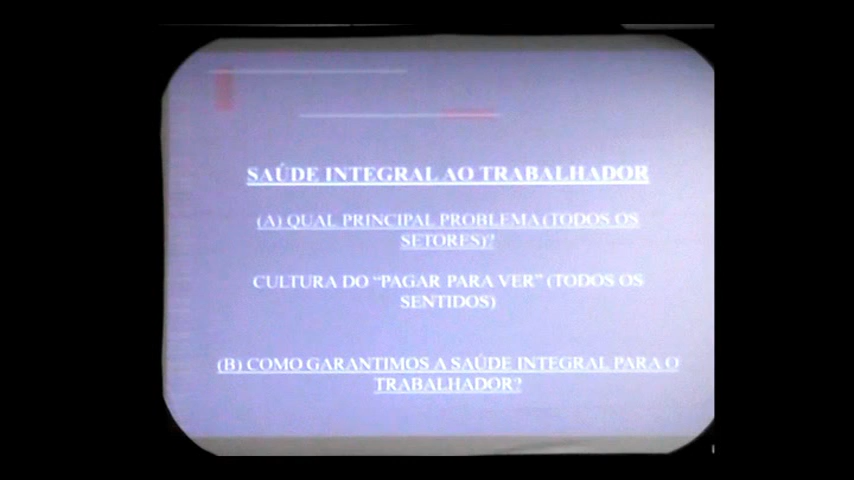 SAÚDE INTEGRAL AO TRABALHADOR
(A) QUAL PRINCIPAL PROBLEMA (TODOS OS
SETORES)?
CULTURA DO “PAGAR PARA VER” (TODOS OS
SENTIDOS)
(B) COMO GARANTIMOS A SAÚDE INTEGRAL PARA O
TRABALHADOR?